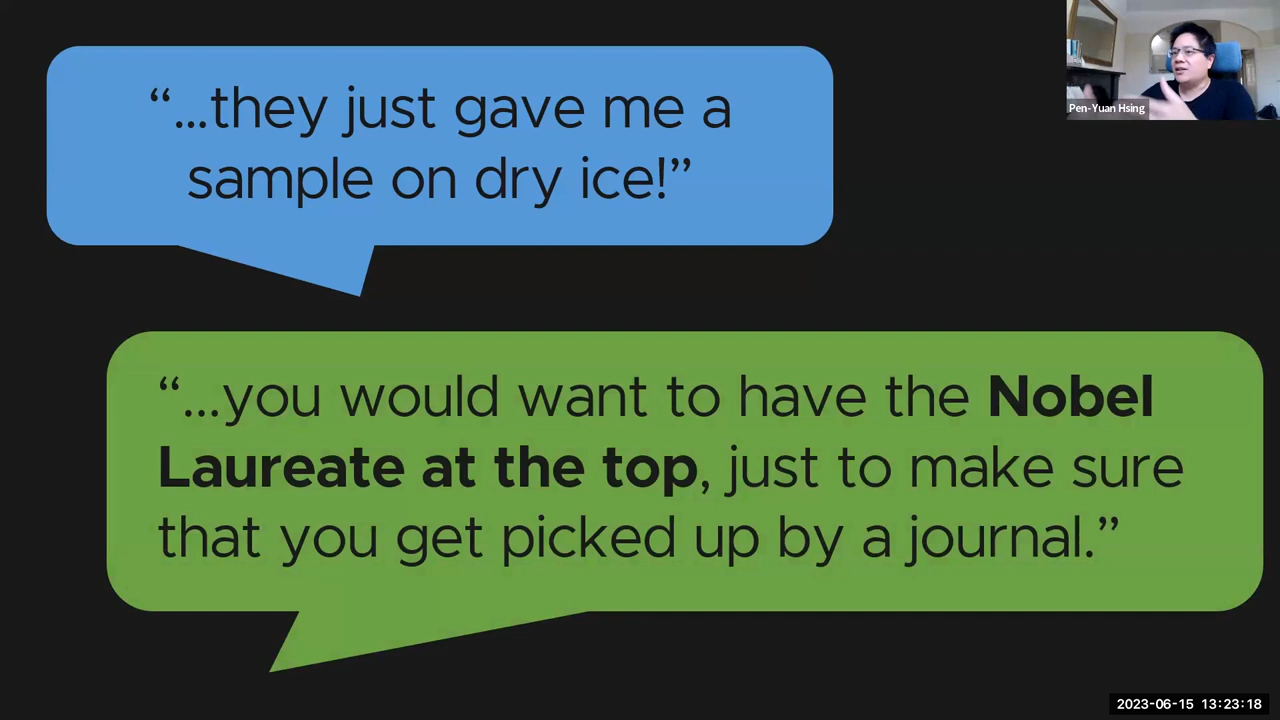 “...they just gave me a
sample on dry ice!”
Pen-Yuan Hsing
“...you would want to have the Nobel
Laureate at the top, just to make sure
that you get picked up by a journal.”
2023-06-15 13:23:18